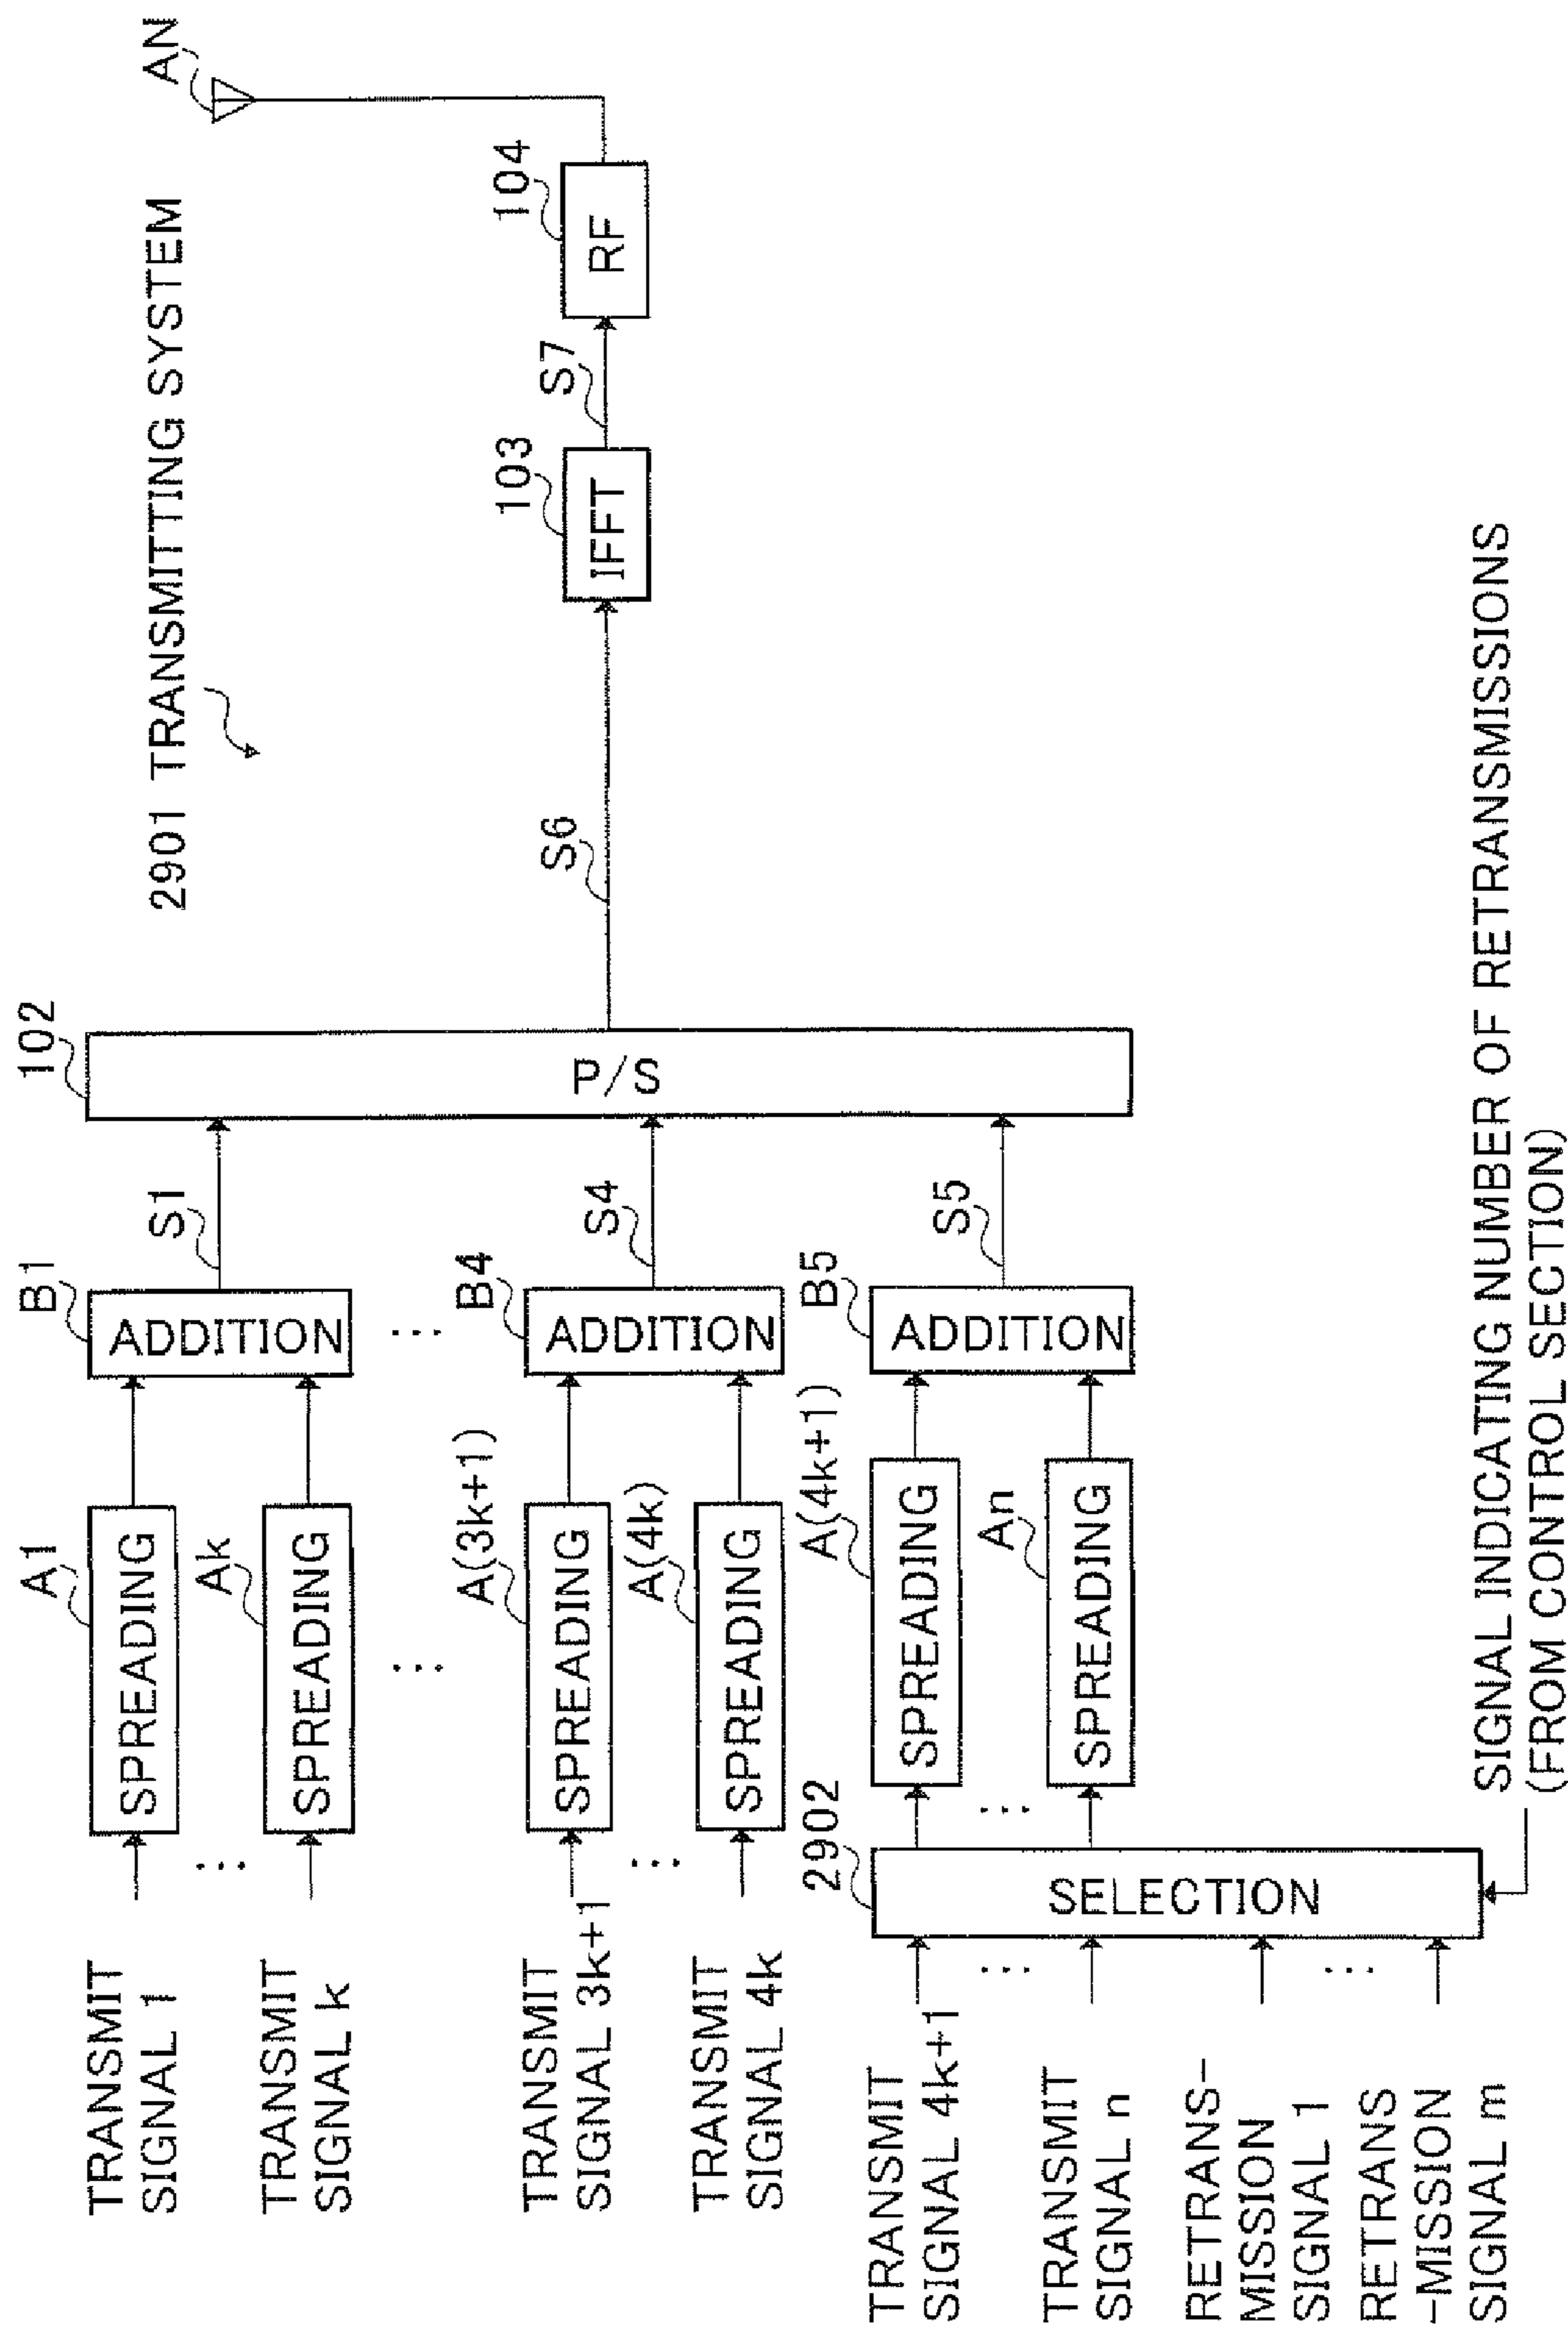 2901 TRANSMITTING SYSTEM
AN
102
P/S
S6
103
IFFT
S7
104
RF
TRANSMIT
SIGNAL 1
A1
SPREADING
B1
ADDITION
S1
...
TRANSMIT
SIGNAL k
Ak
SPREADING
...
...
TRANSMIT
SIGNAL 3k+1
A(3k+1)
SPREADING
B4
ADDITION
S4
...
TRANSMIT
SIGNAL 4k
A(4k)
SPREADING
TRANSMIT
SIGNAL 4k+1
2902
SELECTION
A(4k+1)
SPREADING
B5
ADDITION
S5
...
...
TRANSMIT
SIGNAL n
An
SPREADING
RETRANS-
MISSION
SIGNAL 1
...
RETRANS
-MISSION
SIGNAL m
SIGNAL INDICATING NUMBER OF RETRANSMISSIONS
(FROM CONTROL SECTION)